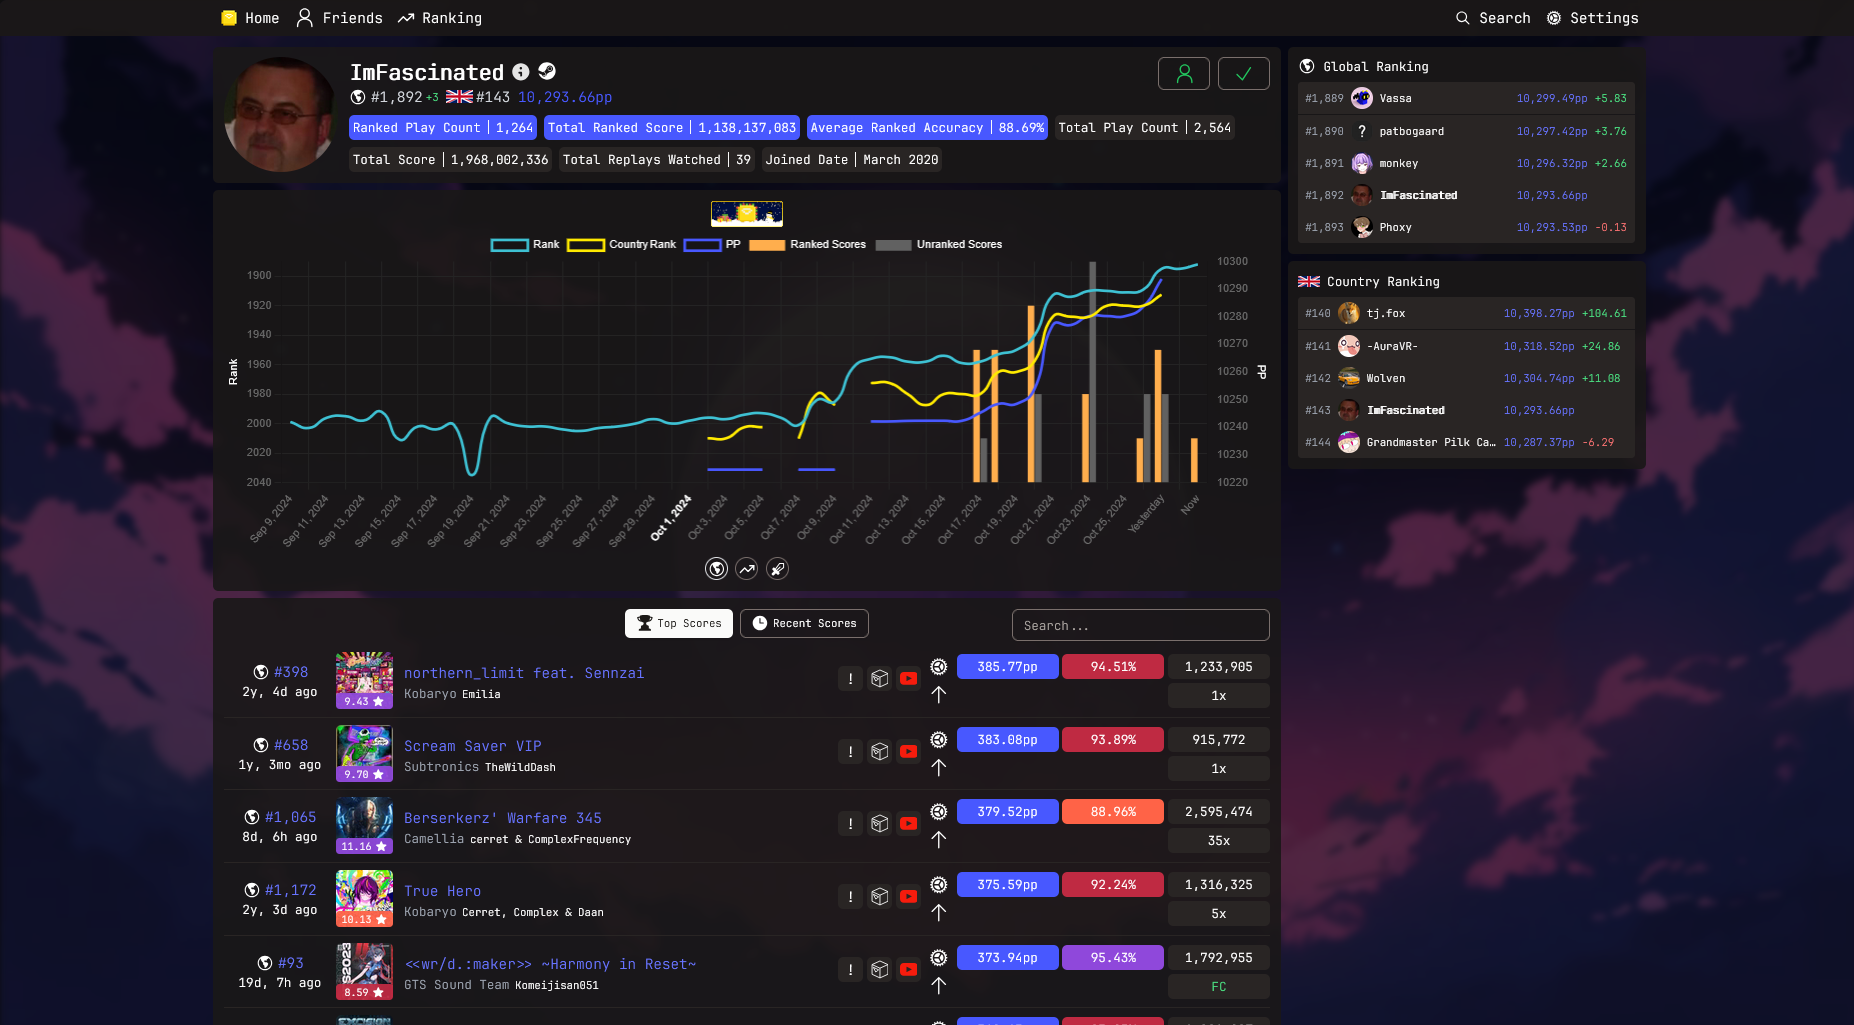 Home Friends Ranking Search Settings
ImFascinated
#1,892 +3 #143 10,293.66pp
Ranked Play Count | 1,264 Total Ranked Score | 1,138,137,083 Average Ranked Accuracy | 88.69% Total Play Count | 2,564
Total Score | 1,968,002,336 Total Replays Watched | 39 Joined Date | March 2020
Rank Country Rank PP Ranked Scores Unranked Scores
Rank
1900
1920
1940
1960
1980
2000
2020
2040
10300
10290
10280
10270
10260
10250
10240
10230
10220
PP
Sep 9, 2024 Sep 11, 2024 Sep 13, 2024 Sep 15, 2024 Sep 17, 2024 Sep 19, 2024 Sep 21, 2024 Sep 23, 2024 Sep 25, 2024 Sep 27, 2024 Sep 29, 2024 Oct 1, 2024 Oct 3, 2024 Oct 5, 2024 Oct 7, 2024 Oct 9, 2024 Oct 11, 2024 Oct 13, 2024 Oct 15, 2024 Oct 17, 2024 Oct 19, 2024 Oct 21, 2024 Oct 23, 2024 Oct 25, 2024 Yesterday Now
Top Scores Recent Scores Search...
#398
2y, 4d ago
9.43
northern_limit feat. Sennzai
Kobaryo Emilia
!
385.77pp 94.51% 1,233,905
1x
#658
1y, 3mo ago
9.70
Scream Saver VIP
Subtronics TheWildDash
!
383.08pp 93.89% 915,772
1x
#1,065
8d, 6h ago
11.16
Berserkerz' Warfare 345
Camellia cerret & ComplexFrequency
!
379.52pp 88.96% 2,595,474
35x
#1,172
2y, 3d ago
10.13
True Hero
Kobaryo Cerret, Complex & Daan
!
375.59pp 92.24% 1,316,325
5x
#93
19d, 7h ago
2023
8.59
<<wr/d.:maker>> ~Harmony in Reset~
GTS Sound Team Komeijisan051
!
373.94pp 95.43% 1,792,955
FC
EXCISION
Global Ranking
#1,889 Vassa 10,299.49pp +5.83
#1,890 ? patbogaard 10,297.42pp +3.76
#1,891 monkey 10,296.32pp +2.66
#1,892 ImFascinated 10,293.66pp
#1,893 Phoxy 10,293.53pp -0.13
Country Ranking
#140 tj.fox 10,398.27pp +104.61
#141 -AuraVR- 10,318.52pp +24.86
#142 Wolven 10,304.74pp +11.08
#143 ImFascinated 10,293.66pp
#144 Grandmaster Pilk Ca… 10,287.37pp -6.29